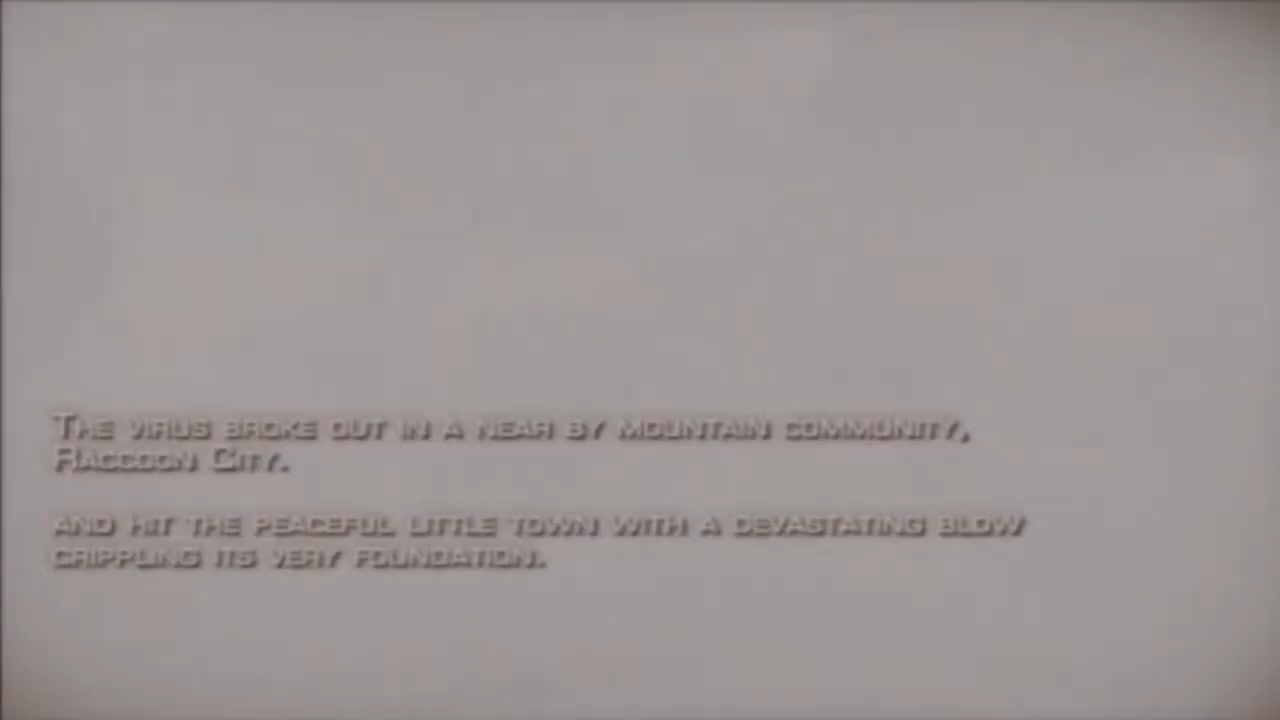 The virus broke out in a near by mountain community,
Raccoon City.
and hit the peaceful little town with a devastating blow
crippling its very foundation.